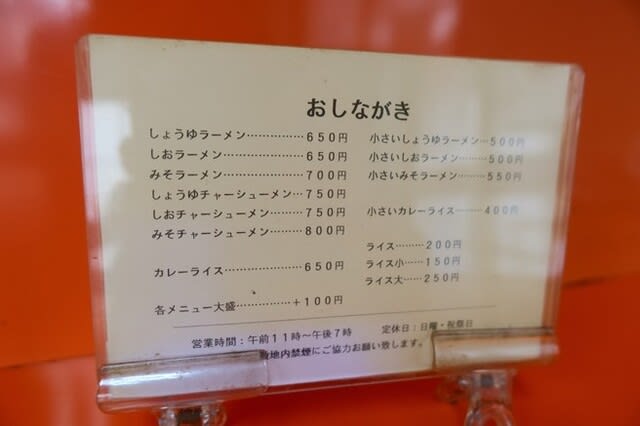 おしながき
しょうゆラーメン……………650円
しおラーメン…………………650円
みそラーメン…………………700円
しょうゆチャーシューメン…750円
しおチャーシューメン………750円
みそチャーシューメン………800円
カレーライス…………………650円
各メニュー大盛……………＋100円
小さいしょうゆラーメン…500円
小さいしおラーメン………500円
小さいみそラーメン………550円
小さいカレーライス………400円
ライス………200円
ライス小……150円
ライス大……250円
営業時間：午前11時～午後7時　定休日：日曜・祝祭日
敷地内禁煙にご協力お願い致します。